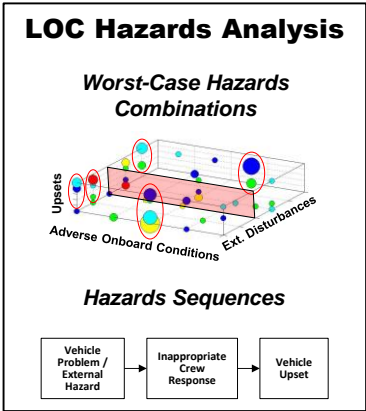 LOC Hazards Analysis
Worst-Case Hazards
Combinations
Upsets
Adverse Onboard Conditions
Ext. Disturbances
Hazards Sequences
Vehicle
Problem /
External
Hazard
Inappropriate
Crew
Response
Vehicle
Upset